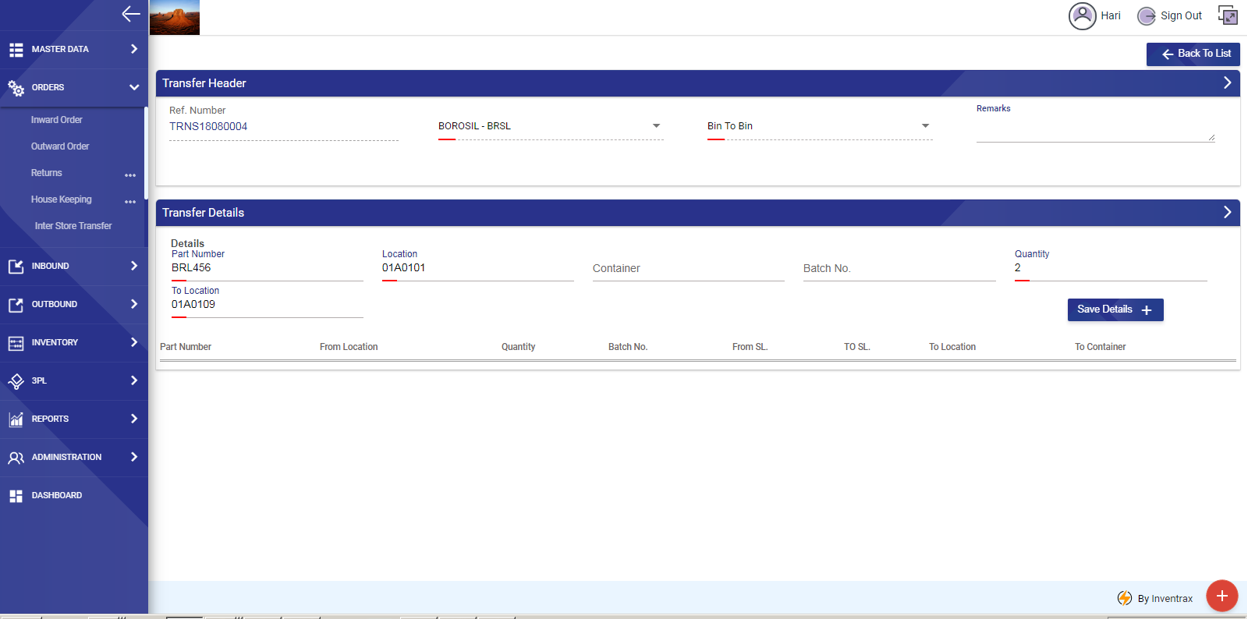 Hari
Sign Out
MASTER DATA
ORDERS
Inward Order
Outward Order
Returns
House Keeping
Inter Store Transfer
INBOUND
OUTBOUND
INVENTORY
3PL
REPORTS
ADMINISTRATION
DASHBOARD
Back To List
Transfer Header
Ref. Number
TRNS18080004
BOROSIL - BRSL
Bin To Bin
Remarks
Transfer Details
Details
Part Number
BRL456
Location
01A0101
Container
Batch No.
Quantity
2
To Location
01A0109
Save Details +
Part Number From Location Quantity Batch No. From SL. TO SL. To Location To Container
By Inventrax
+